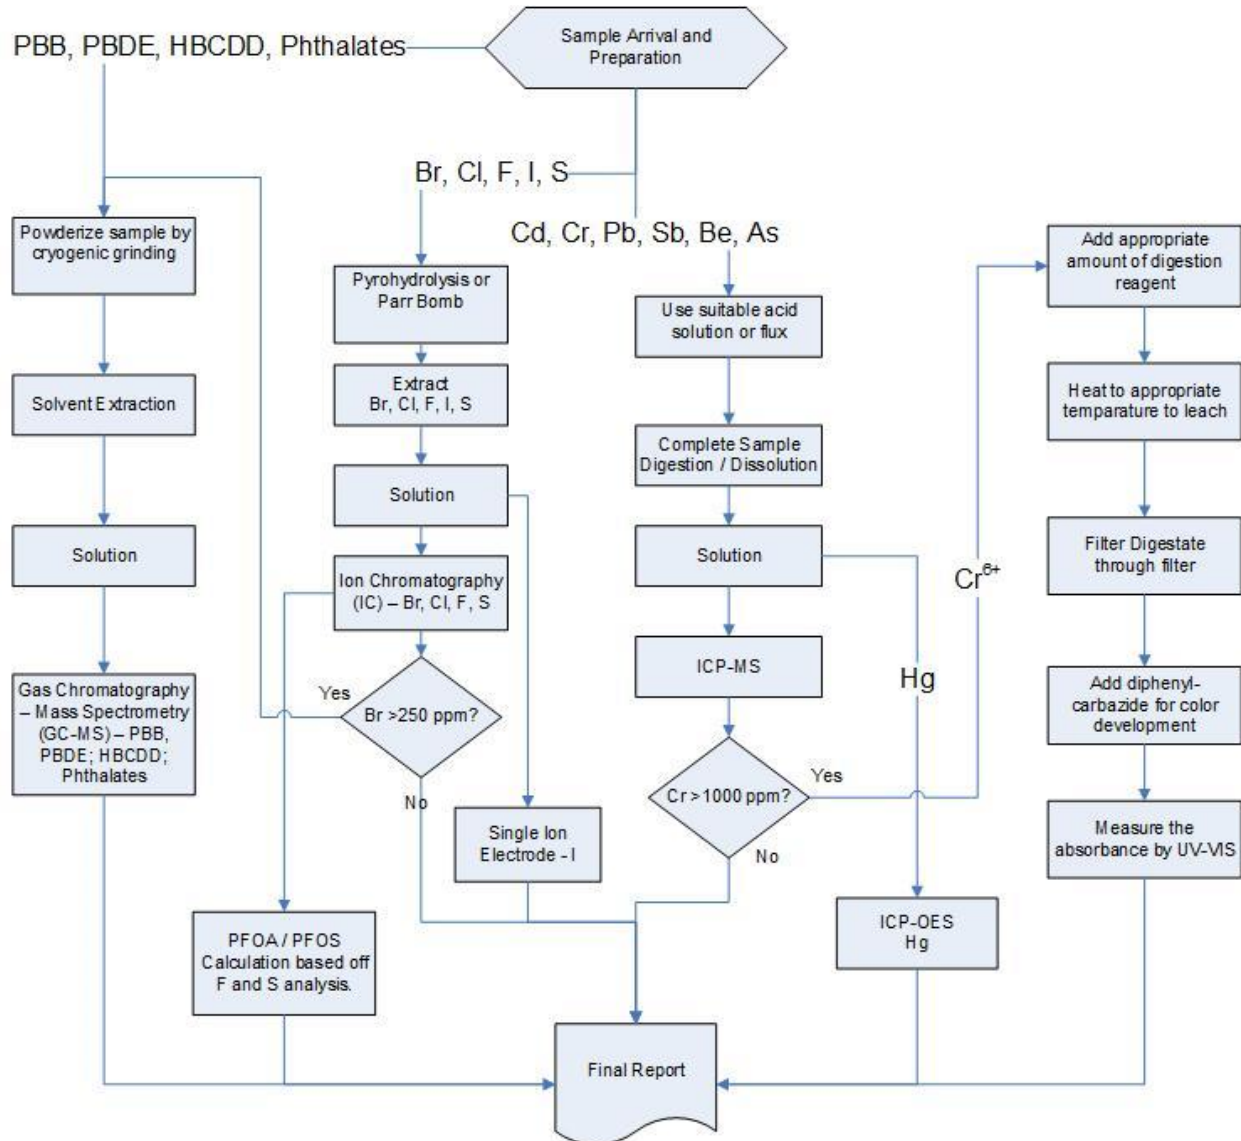 Sample Arrival and
Preparation
PBB, PBDE, HBCDD, Phthalates
Br, Cl, F, I, S
Cd, Cr, Pb, Sb, Be, As
Powderize sample by
cryogenic grinding
Solvent Extraction
Solution
Gas Chromatography
– Mass Spectrometry
(GC-MS) – PBB,
PBDE; HBCDD;
Phthalates
Pyrohydrolysis or
Parr Bomb
Extract
Br, Cl, F, I, S
Solution
Ion Chromatography
(IC) – Br, Cl, F, S
Br >250 ppm?
Yes
No
Single Ion
Electrode - I
PFOA / PFOS
Calculation based off
F and S analysis.
Use suitable acid
solution or flux
Complete Sample
Digestion / Dissolution
Solution
ICP-MS
Cr >1000 ppm?
Yes
No
Hg
ICP-OES
Hg
Cr6+
Add appropriate
amount of digestion
reagent
Heat to appropriate
temparature to leach
Filter Digestate
through filter
Add diphenyl-
carbazide for color
development
Measure the
absorbance by UV-VIS
Final Report